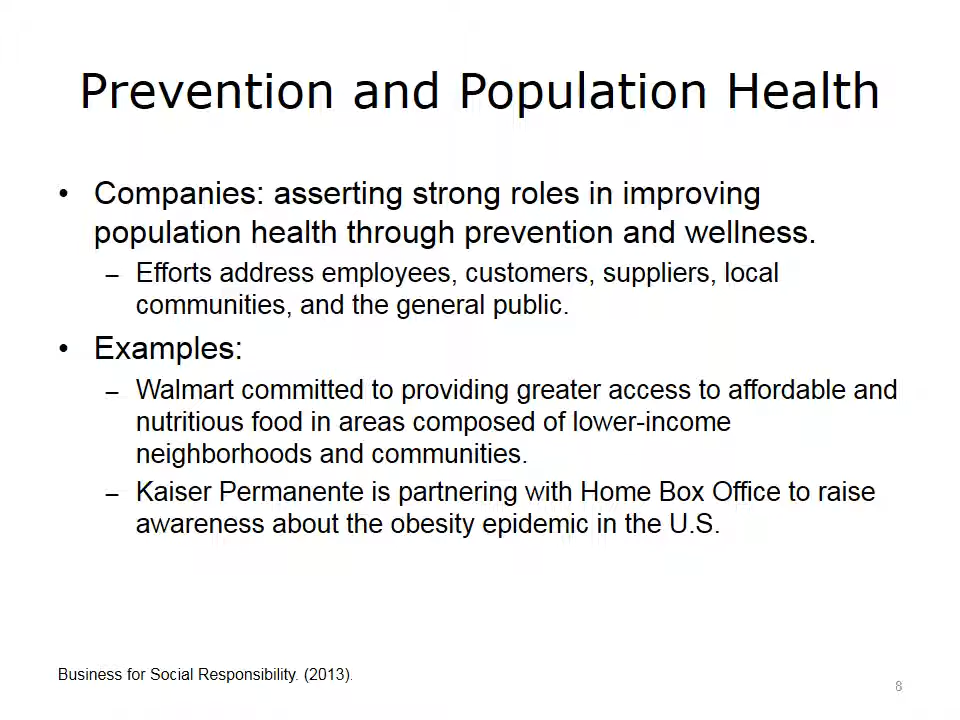 Prevention and Population Health
• Companies: asserting strong roles in improving
population health through prevention and wellness.
– Efforts address employees, customers, suppliers, local
communities, and the general public.
• Examples:
– Walmart committed to providing greater access to affordable and
nutritious food in areas composed of lower-income
neighborhoods and communities.
– Kaiser Permanente is partnering with Home Box Office to raise
awareness about the obesity epidemic in the U.S.
Business for Social Responsibility. (2013).
8